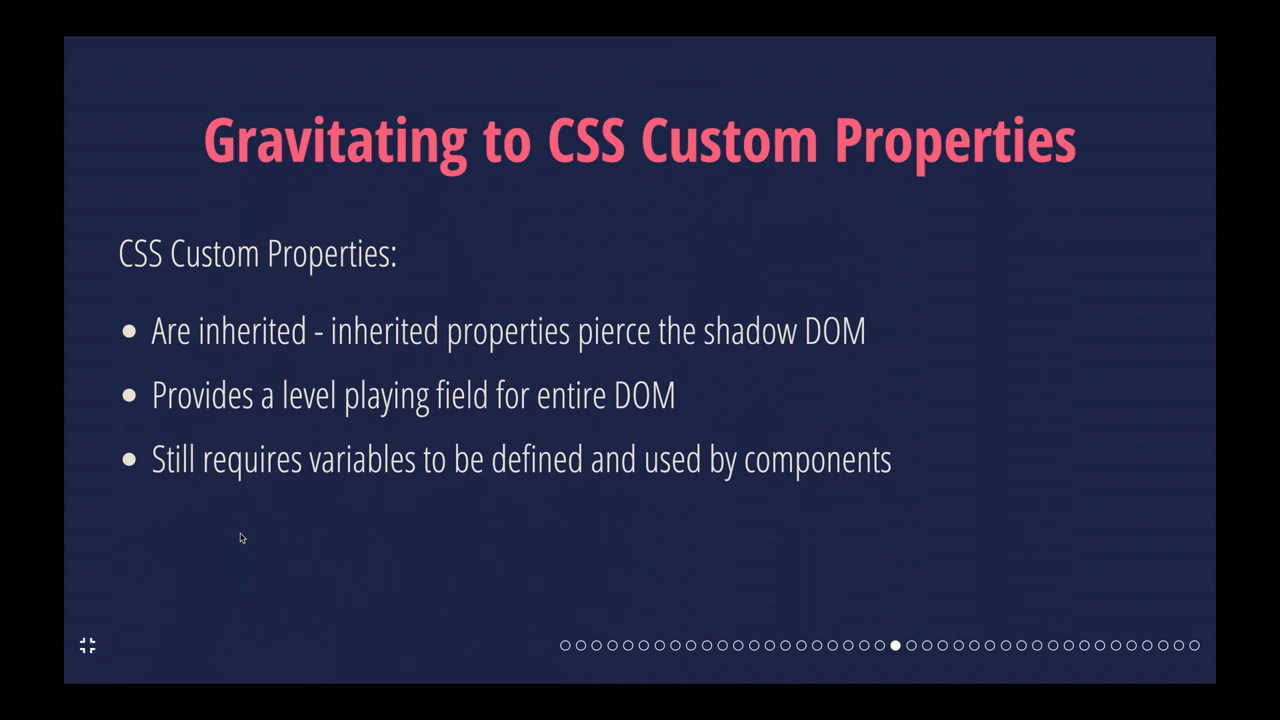 Gravitating to CSS Custom Properties
CSS Custom Properties:
Are inherited - inherited properties pierce the shadow DOM
Provides a level playing field for entire DOM
Still requires variables to be defined and used by components